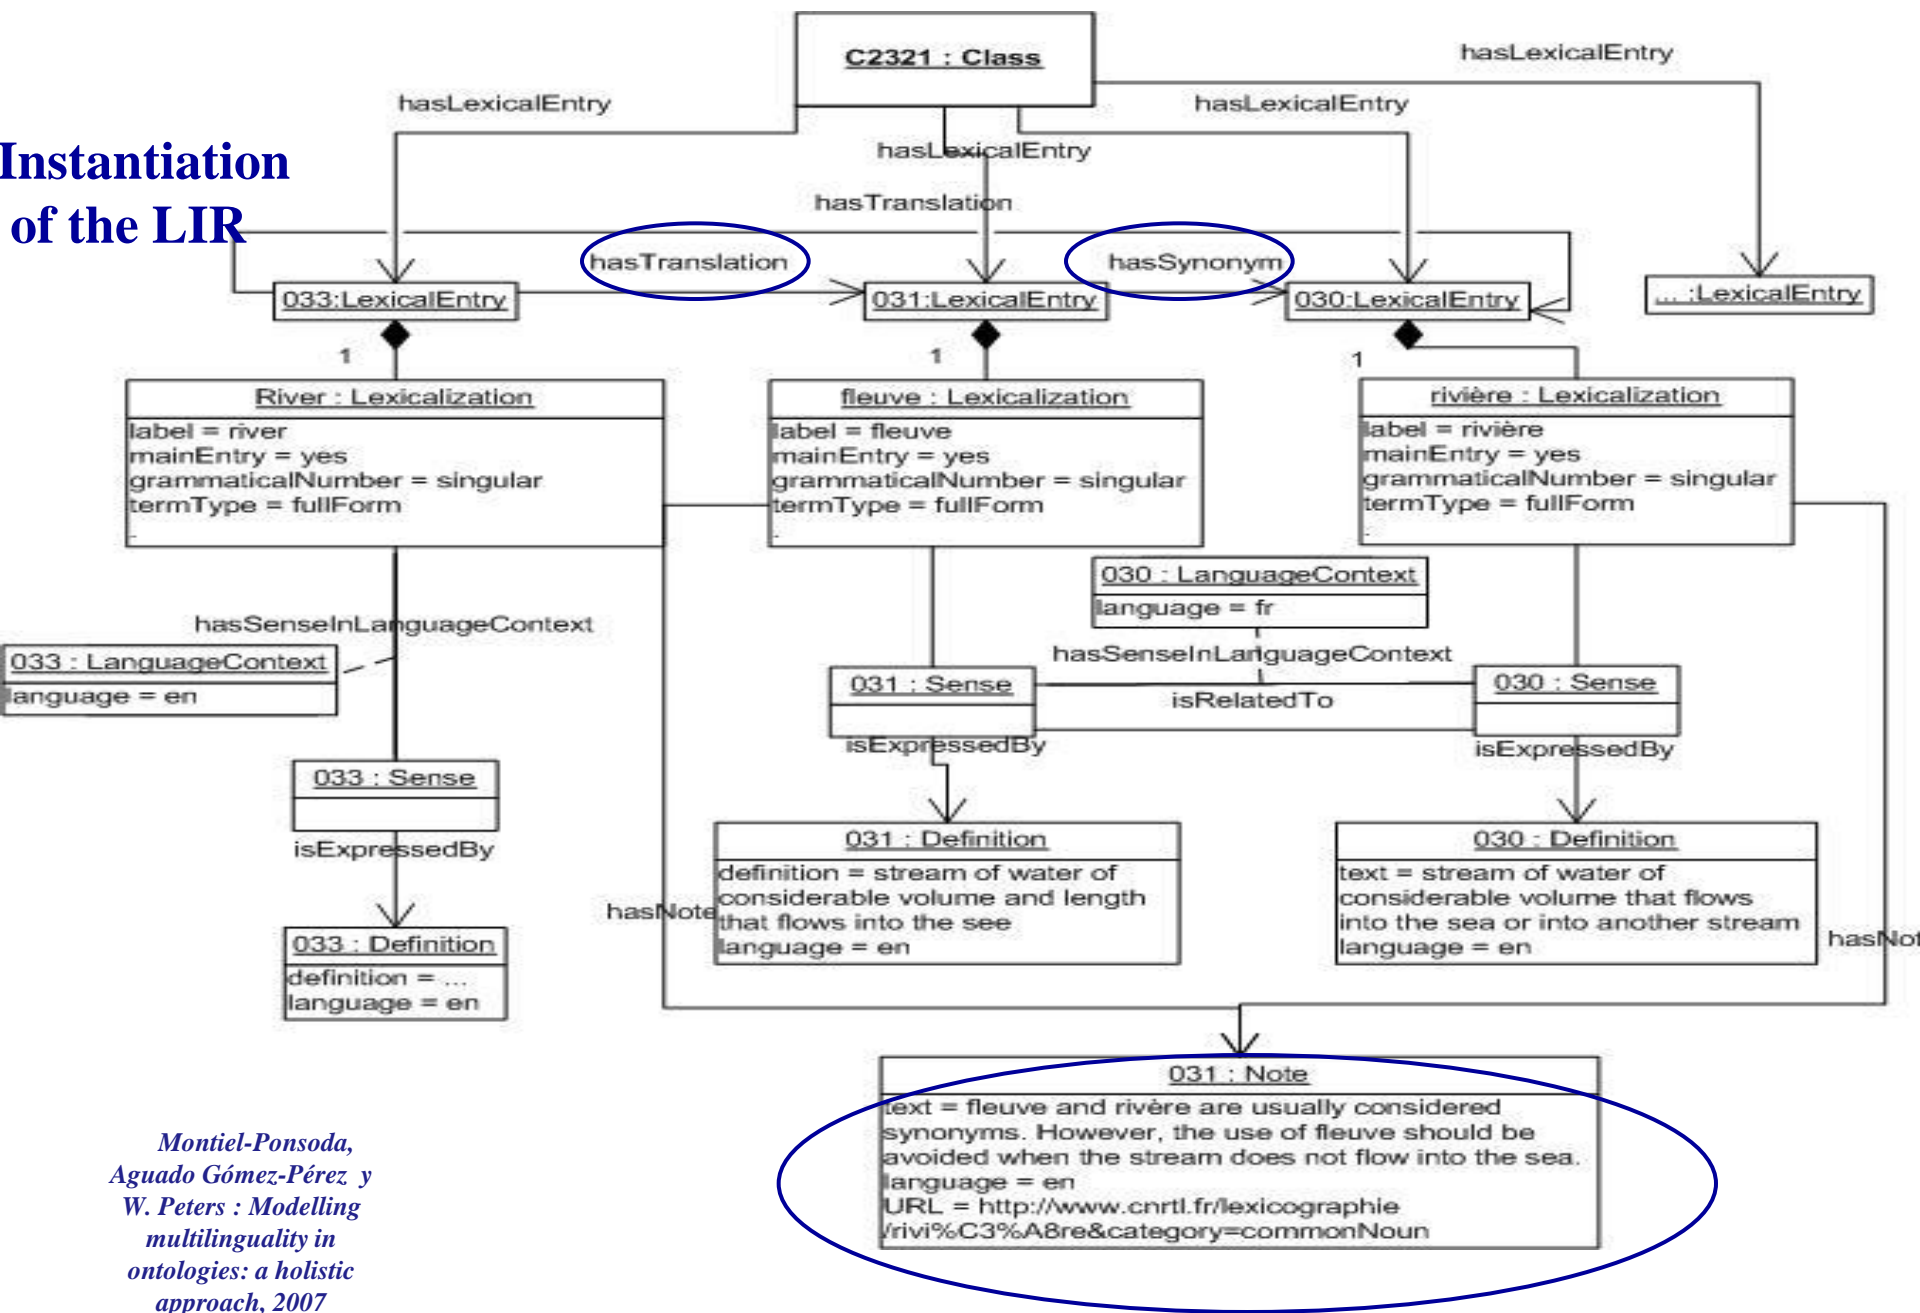 C2321 : Class
hasLexicalEntry
hasLexicalEntry
hasLexicalEntry
hasLexicalEntry
Instantiation
of the LIR
hasTranslation
hasTranslation
hasSynonym
033:LexicalEntry
031:LexicalEntry
030:LexicalEntry
... :LexicalEntry
1
1
1
River : Lexicalization
label = river
mainEntry = yes
grammaticalNumber = singular
termType = fullForm
.
fleuve : Lexicalization
label = fleuve
mainEntry = yes
grammaticalNumber = singular
termType = fullForm
.
rivière : Lexicalization
label = rivière
mainEntry = yes
grammaticalNumber = singular
termType = fullForm
.
030 : LanguageContext
language = fr
hasSenseInLanguageContext
033 : LanguageContext
language = en
hasSenseInLanguageContext
031 : Sense
isRelatedTo
030 : Sense
isExpressedBy
isExpressedBy
033 : Sense
isExpressedBy
031 : Definition
definition = stream of water of
considerable volume and length
that flows into the see
language = en
030 : Definition
text = stream of water of
considerable volume that flows
into the sea or into another stream
language = en
hasNote
hasNot
033 : Definition
definition = ...
language = en
031 : Note
text = fleuve and rivère are usually considered
synonyms. However, the use of fleuve should be
avoided when the stream does not flow into the sea.
language = en
URL = http://www.cnrtl.fr/lexicographie
/rivi%C3%A8re&category=commonNoun
Montiel-Ponsoda,
Aguado Gómez-Pérez y
W. Peters : Modelling
multilinguality in
ontologies: a holistic
approach, 2007